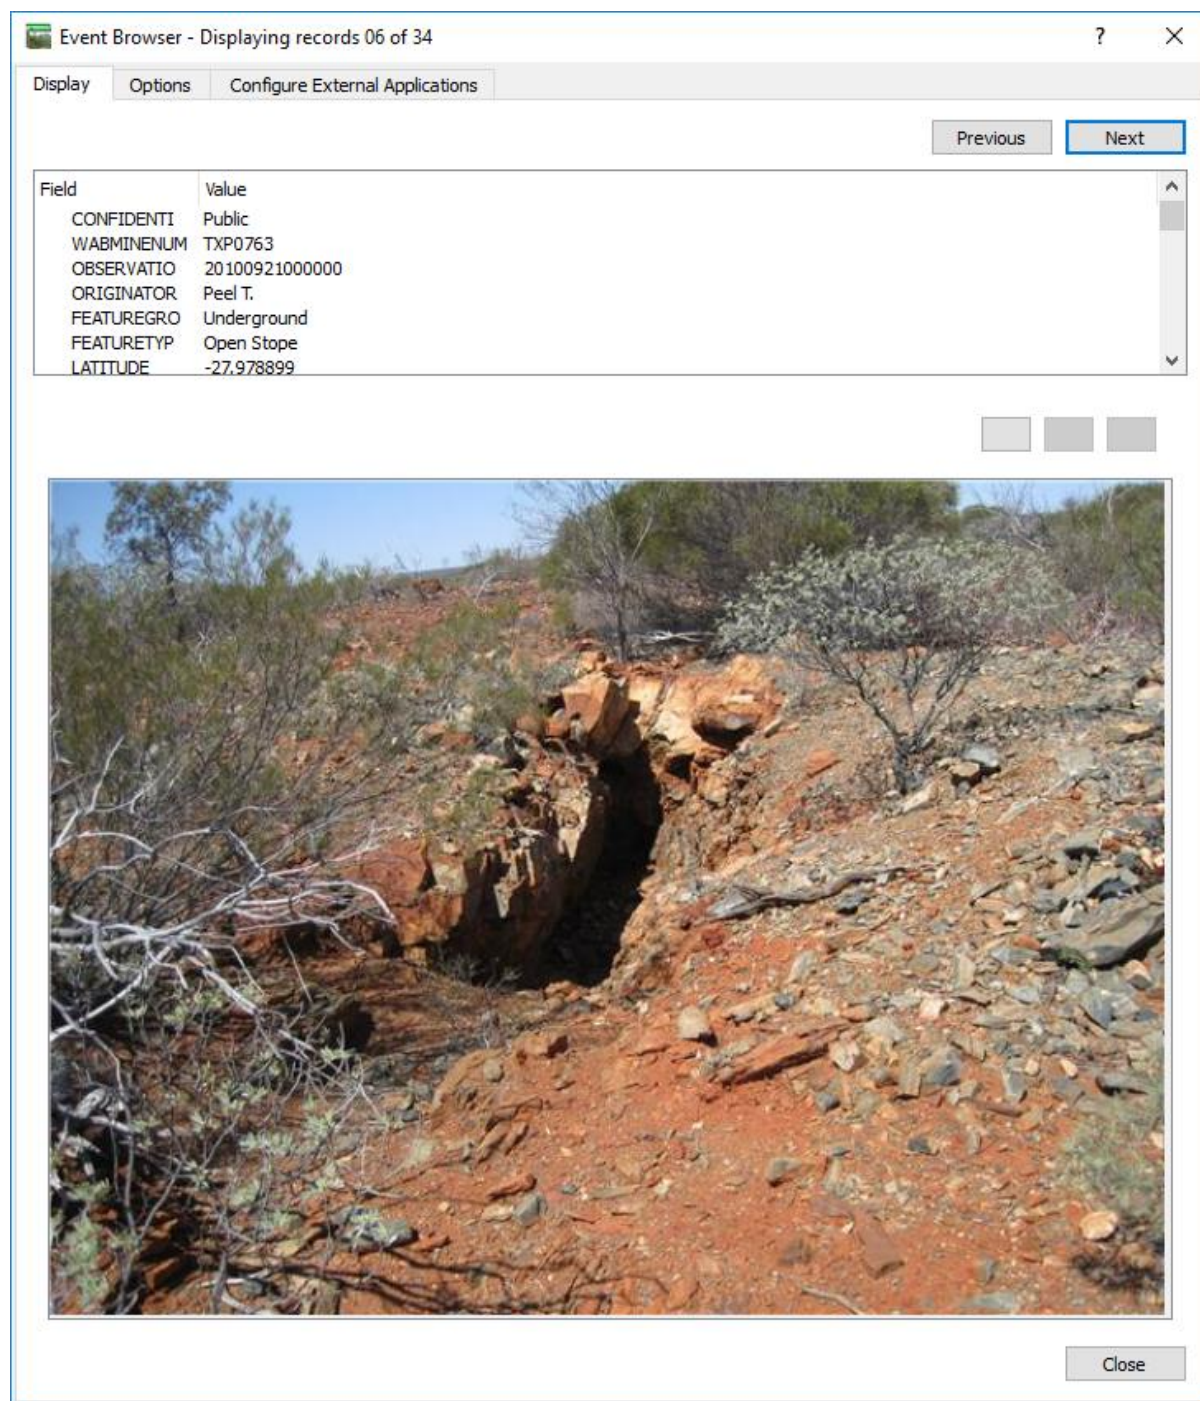 Event Browser - Displaying records 06 of 34
?
Display Options Configure External Applications
Previous Next
Field Value
CONFIDENTI Public
WABMINENUM TXP0763
OBSERVATIO 20100921000000
ORIGINATOR Peel T.
FEATUREGRO Underground
FEATURETYP Open Stope
LATITUDE -27.978899
Close